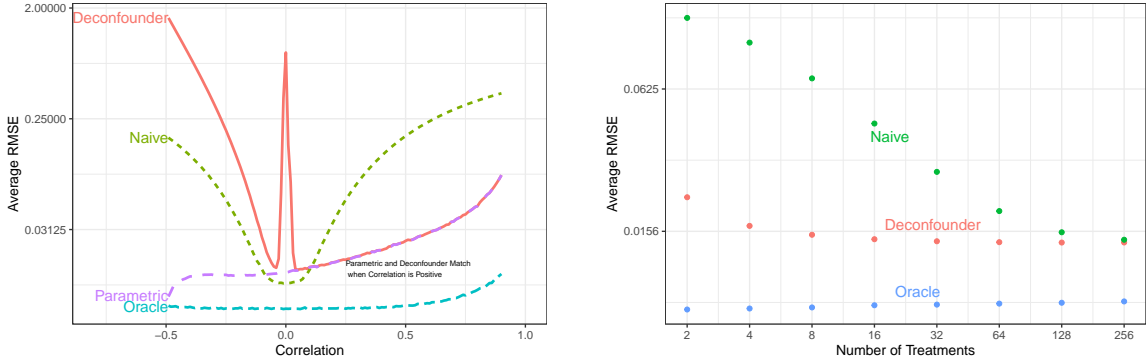 2.00000
Deconfounder
0.25000
Naive
0.03125
Parametric and Deconfounder Match
when Correlation is Positive
Parametric
Oracle
−0.5
0.0
0.5
1.0
Correlation
Average RMSE
0.0625
Naive
Deconfounder
0.0156
Oracle
2
4
8
16
32
64
128
256
Number of Treatments
Average RMSE